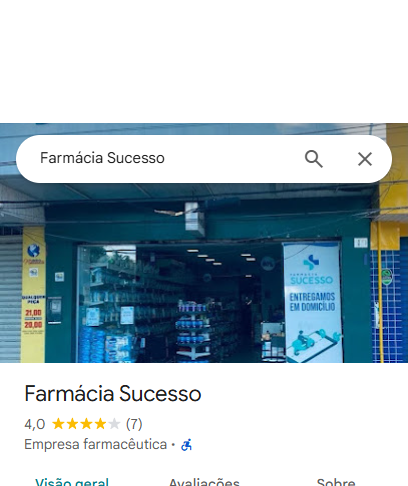 Farmácia Sucesso
QUALQUER
PEÇA
21,00
20,00
FARMÁCIA
SUCESSO
ENTREGAMOS
EM DOMICÍLIO
Farmácia Sucesso
4,0 (7)
Empresa farmacêutica ·
Visão geral
Avaliações
Sobre